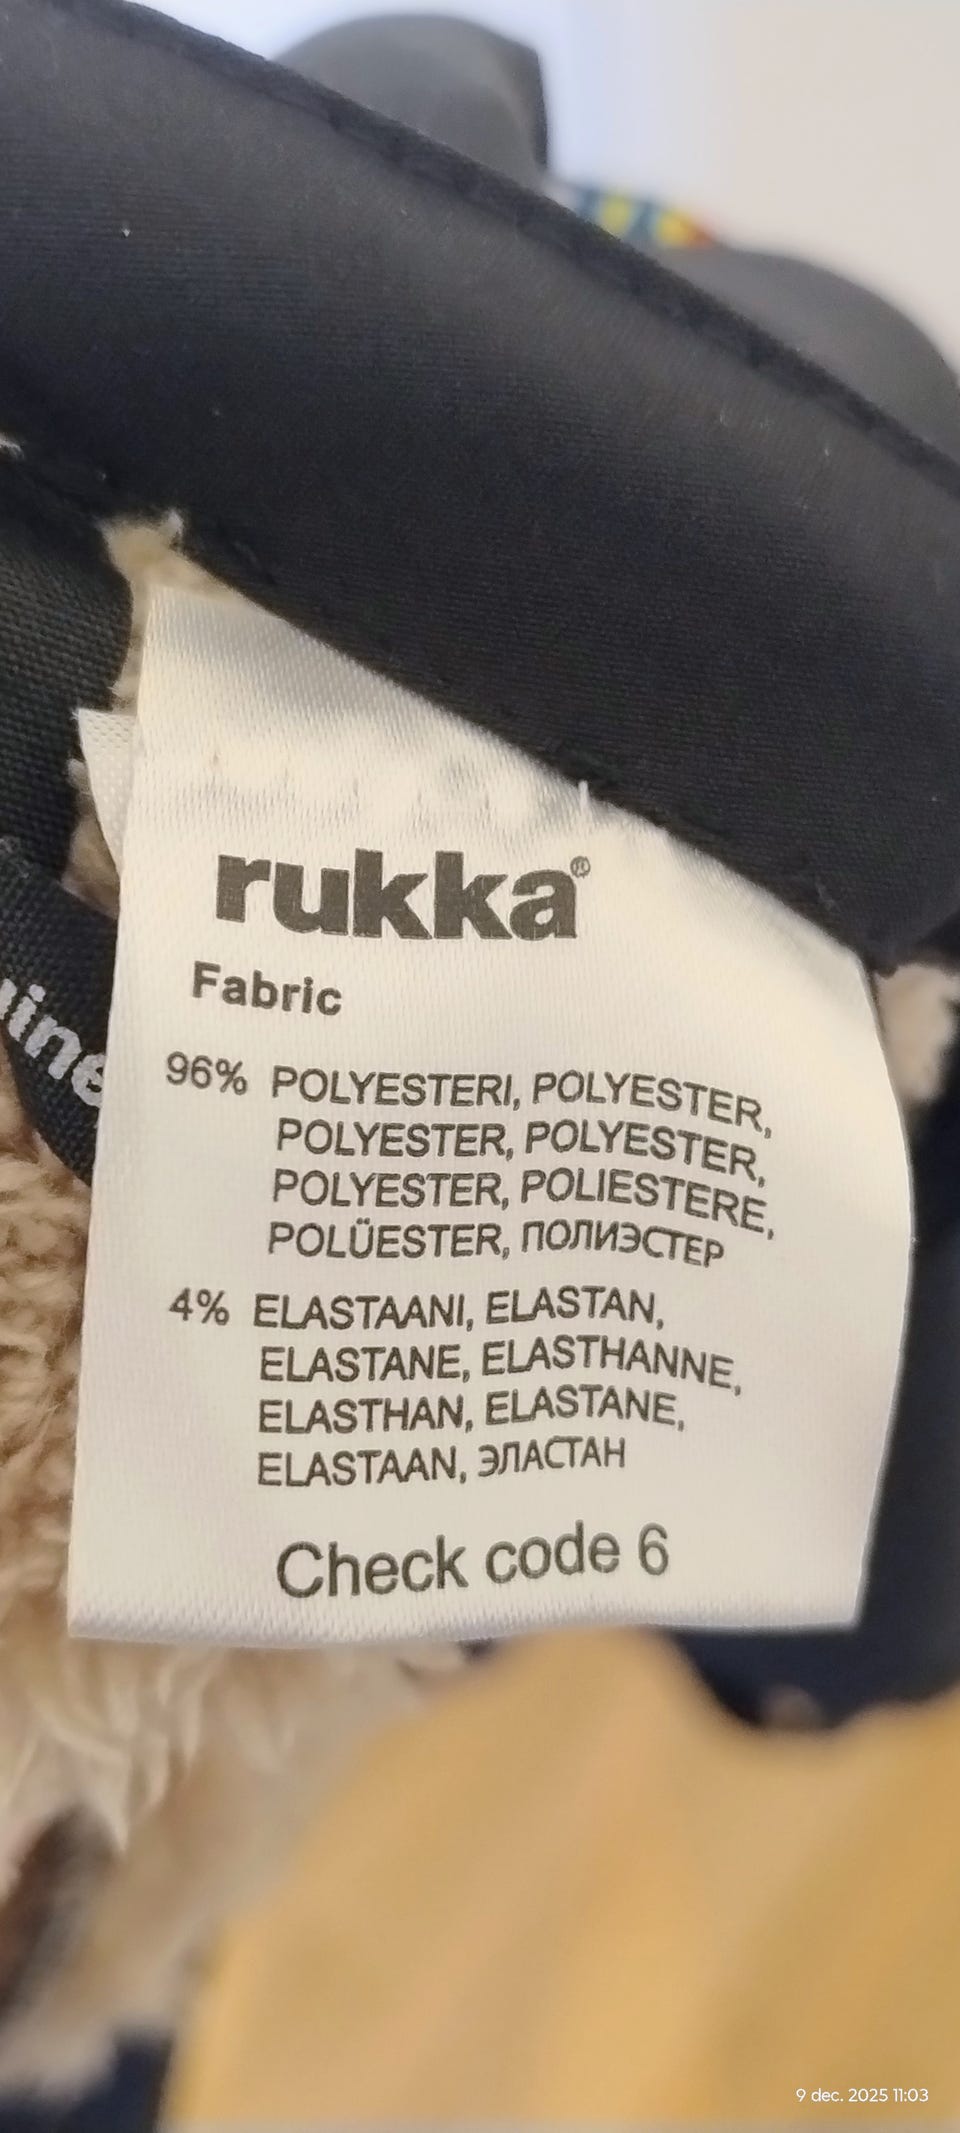 rukka®
Fabric
96% POLYESTERI, POLYESTER,
POLYESTER, POLYESTER,
POLYESTER, POLIESTERE,
POLÜESTER, ПОЛИЭСТЕР
4% ELASTAANI, ELASTAN,
ELASTANE, ELASTHANNE,
ELASTHAN, ELASTANE,
ELASTAAN, ЭЛАСТАН
Check code 6
9 dec. 2025 11:03